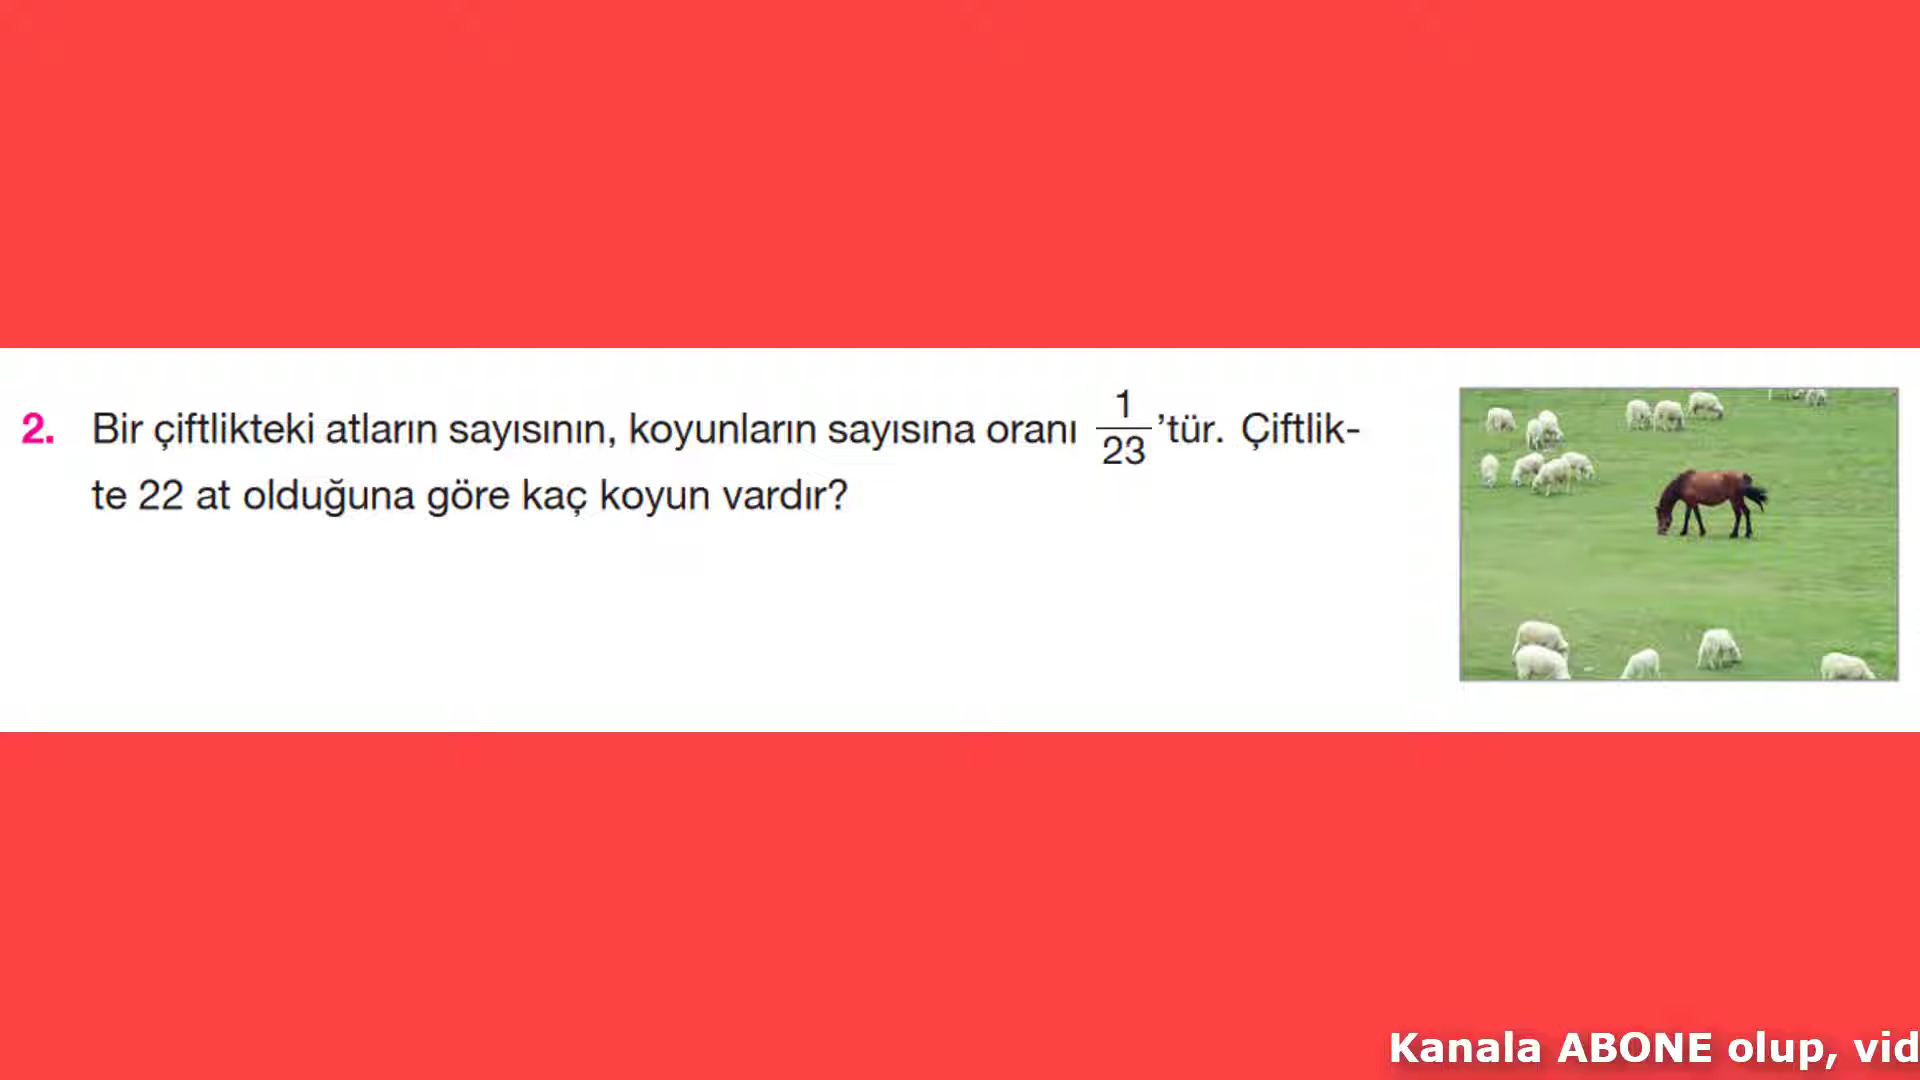 2. Bir çiftlikteki atların sayısının, koyunların sayısına oranı 1/23 'tür. Çiftlik-
te 22 at olduğuna göre kaç koyun vardır?
Kanala ABONE olup, vid